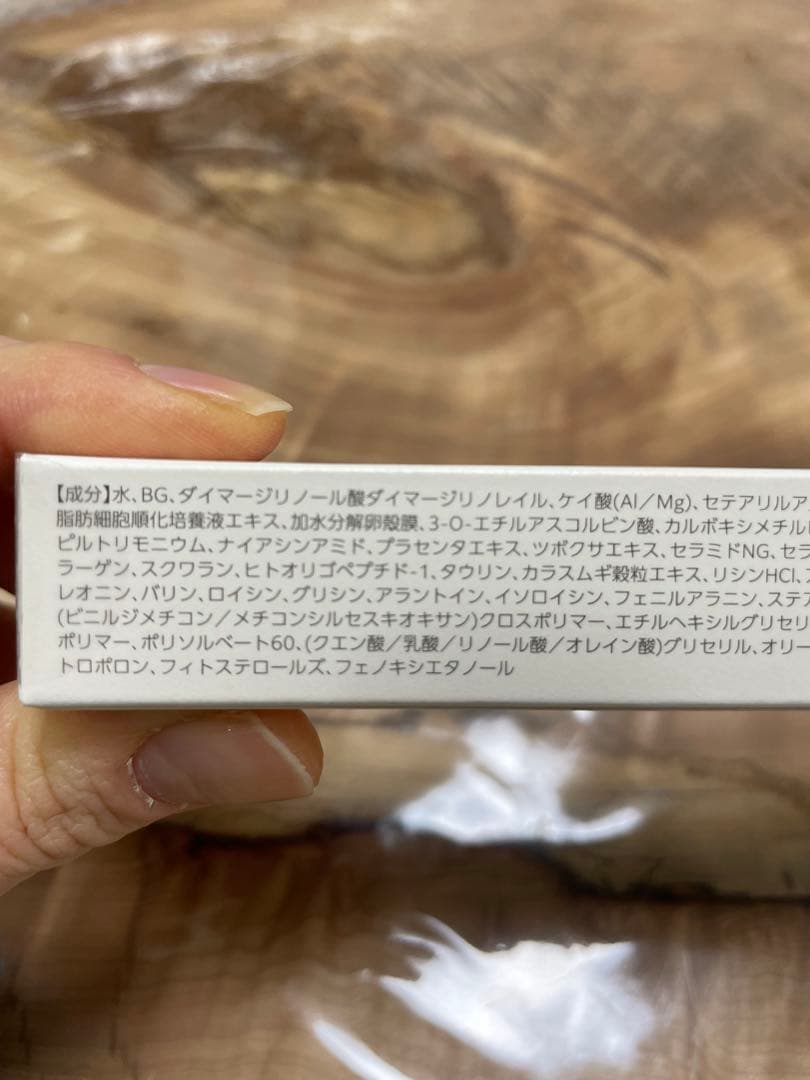 【成分】水、BG、ダイマージリノール酸ダイマージリノレイル、ケイ酸(Al／Mg)、セテアリルア
脂肪細胞順化培養液エキス、加水分解卵殻膜、3-O-エチルアスコルビン酸、カルボキシメチル
ピルトリモニウム、ナイアシンアミド、プラセンタエキス、ツボクサエキス、セラミドNG、セラ
ラーゲン、スクワラン、ヒトオリゴペプチド-1、タウリン、カラスムギ穀粒エキス、リシンHCl、
レオニン、バリン、ロイシン、グリシン、アラントイン、イソロイシン、フェニルアラニン、ステア
(ビニルジメチコン／メチコンシルセスキオキサン)クロスポリマー、エチルヘキシルグリセリ
ポリマー、ポリソルベート60、(クエン酸／乳酸／リノール酸／オレイン酸)グリセリル、オリー
トロポロン、フィトステロールズ、フェノキシエタノール